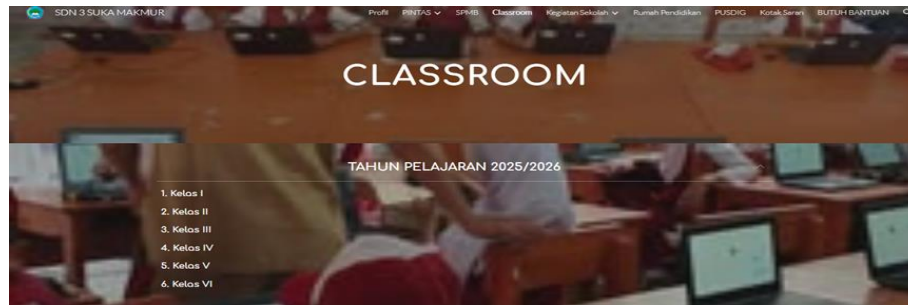 SDN 3 SUKA MAKMUR Profil PINTAS SPMB Classroom Kegiatan Sekolah Rumah Pendidikan PUSDIG Kotak Saran BUTUH BANTUAN
CLASSROOM
TAHUN PELAJARAN 2025/2026
1. Kelas I
2. Kelas II
3. Kelas III
4. Kelas IV
5. Kelas V
6. Kelas VI